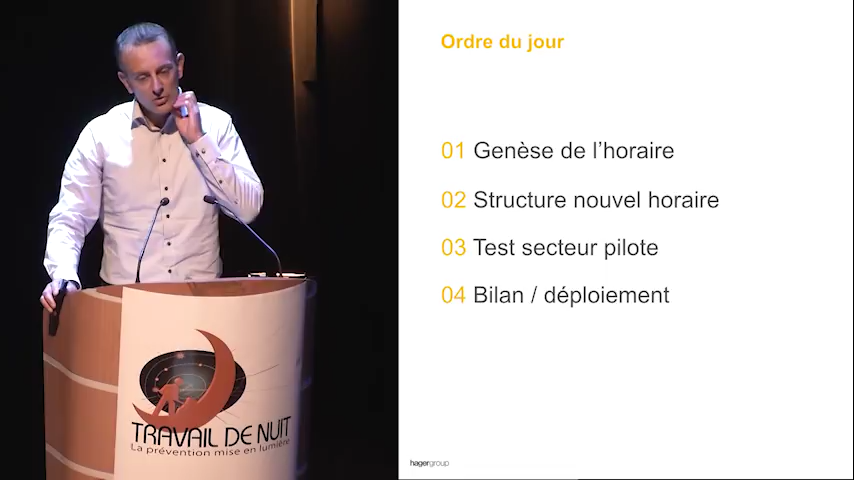 Ordre du jour
01 Genèse de l’horaire
02 Structure nouvel horaire
03 Test secteur pilote
04 Bilan / déploiement
hagergroup
TRAVAIL DE NUIT
La prévention mise en lumière